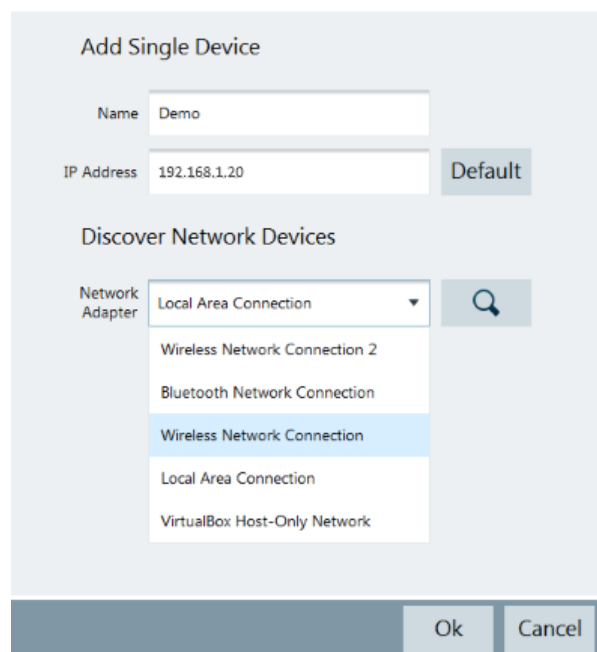 Add Single Device
Name
Demo
IP Address
192.168.1.20
Default
Discover Network Devices
Network
Adapter
Local Area Connection
Wireless Network Connection 2
Bluetooth Network Connection
Wireless Network Connection
Local Area Connection
VirtualBox Host-Only Network
Ok
Cancel